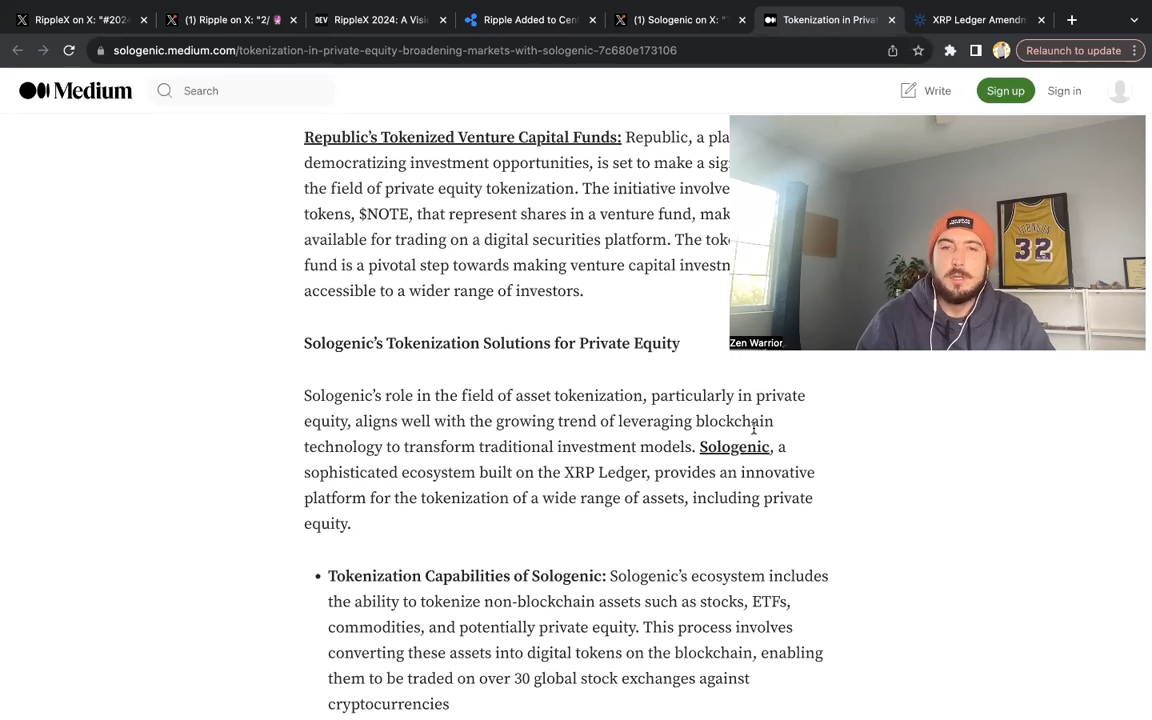 RippleX on X: "#2024
(1) Ripple on X: "2/
DEV RippleX 2024: A Visi
Ripple Added to Cen
(1) Sologenic on X: "
Tokenization in Priva
XRP Ledger Amendm
sologenic.medium.com/tokenization-in-private-equity-broadening-markets-with-sologenic-7c680e173106
Relaunch to update
Medium
Search
Write
Sign up
Sign in
Republic's Tokenized Venture Capital Funds: Republic, a pla
democratizing investment opportunities, is set to make a sig
the field of private equity tokenization. The initiative involve
tokens, $NOTE, that represent shares in a venture fund, mak
available for trading on a digital securities platform. The tok
fund is a pivotal step towards making venture capital investn
accessible to a wider range of investors.
32
Zen Warrior
Sologenic's Tokenization Solutions for Private Equity
Sologenic's role in the field of asset tokenization, particularly in private
equity, aligns well with the growing trend of leveraging blockchain
technology to transform traditional investment models. Sologenic, a
sophisticated ecosystem built on the XRP Ledger, provides an innovative
platform for the tokenization of a wide range of assets, including private
equity.
• Tokenization Capabilities of Sologenic: Sologenic's ecosystem includes
the ability to tokenize non-blockchain assets such as stocks, ETFs,
commodities, and potentially private equity. This process involves
converting these assets into digital tokens on the blockchain, enabling
them to be traded on over 30 global stock exchanges against
cryptocurrencies